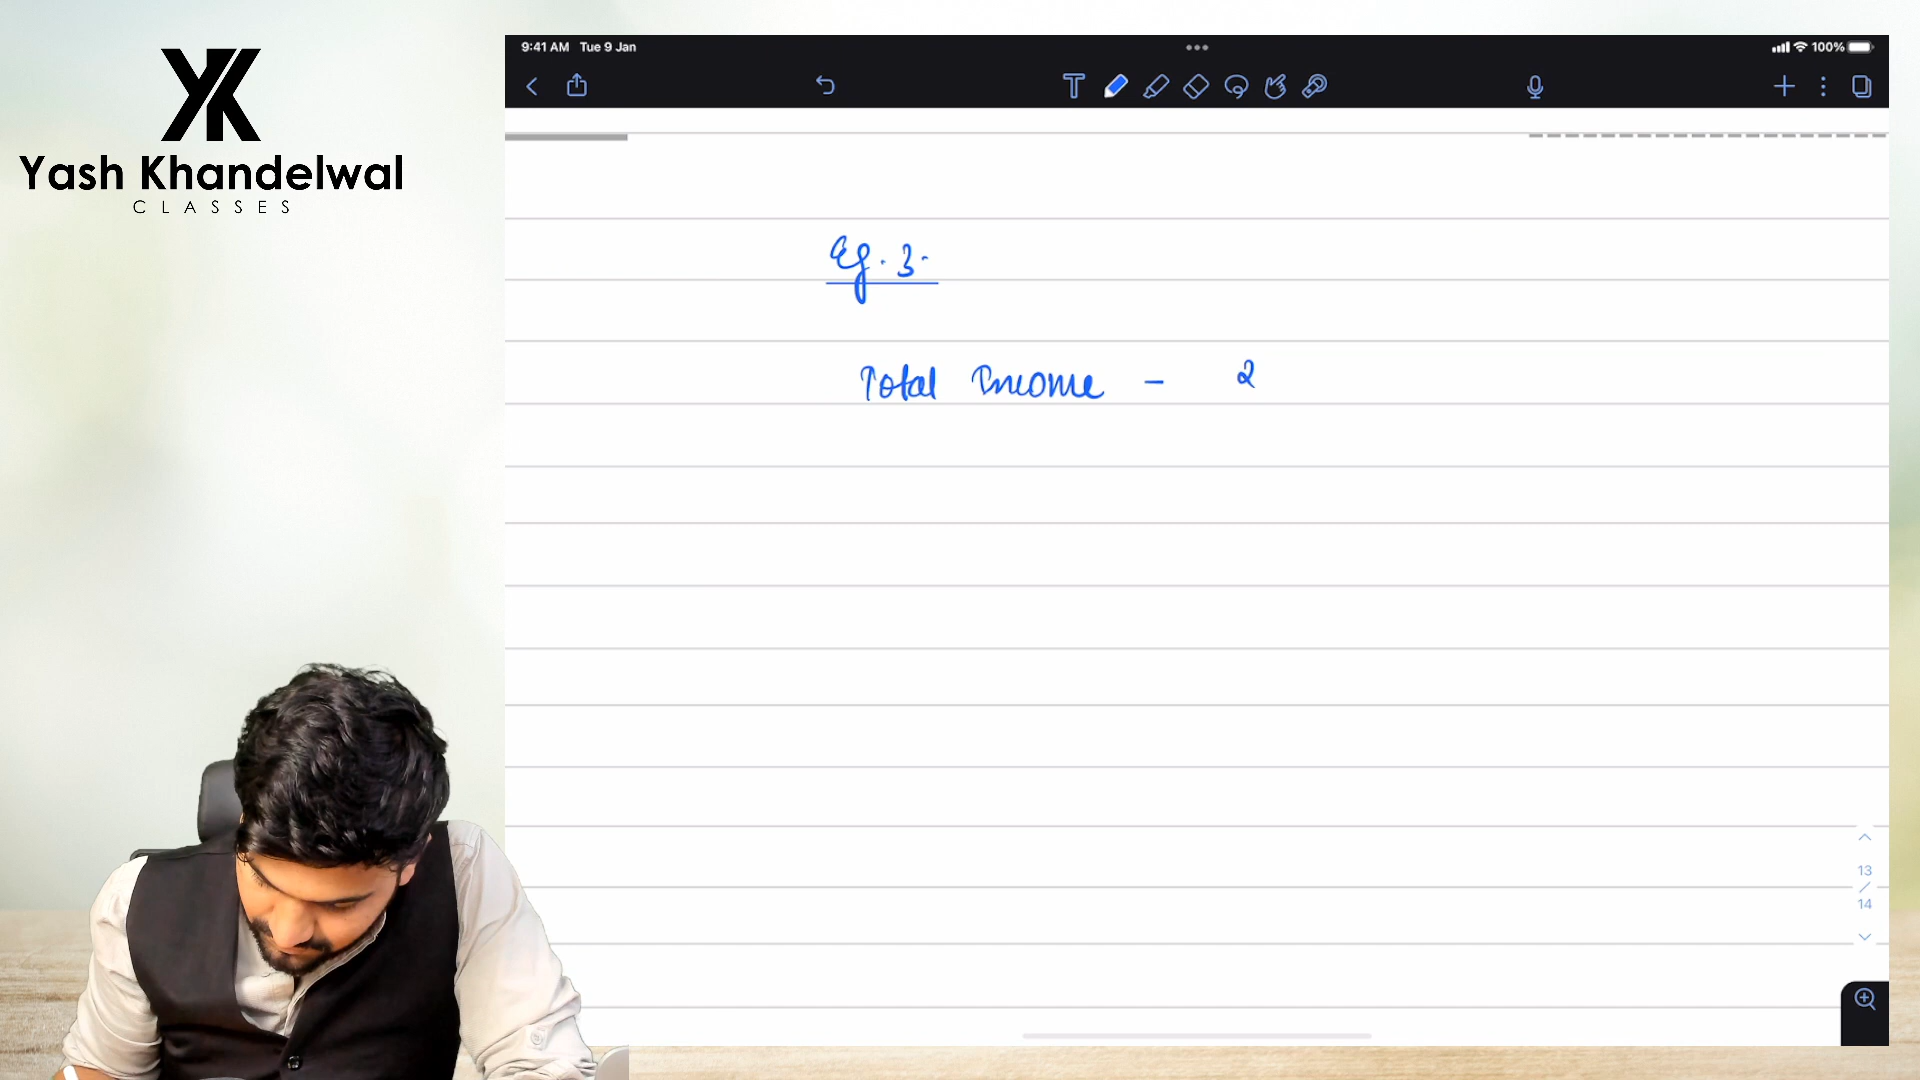 Yash Khandelwal
CLASSES
9:41 AM Tue 9 Jan
100%
Eg. 3.
Total Income - 2
13
/
14